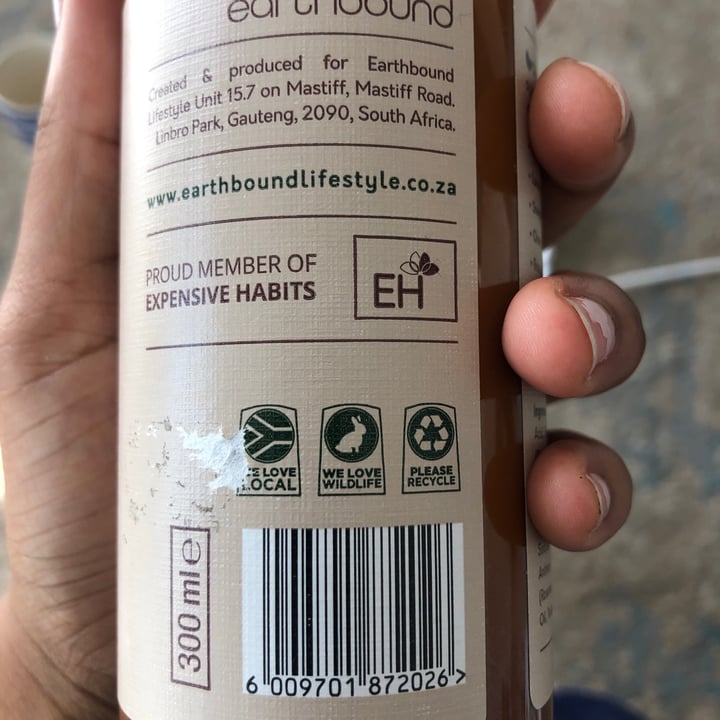 earthbound
Created & produced for Earthbound
Lifestyle Unit 15.7 on Mastiff, Mastiff Road.
Linbro Park, Gauteng, 2090, South Africa.
www.earthboundlifestyle.co.za
PROUD MEMBER OF
EXPENSIVE HABITS
EH
WE LOVE
LOCAL
WE LOVE
WILDLIFE
PLEASE
RECYCLE
300 ml e
6 009701 872026 >